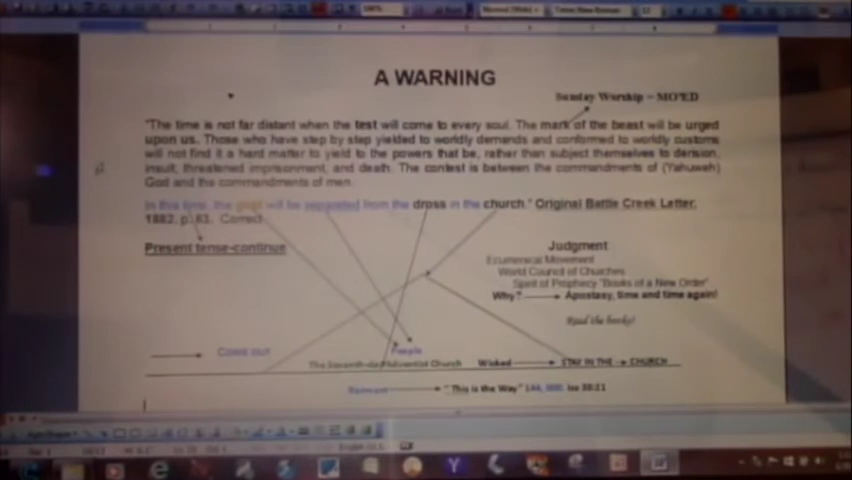 A WARNING
Sunday Worship – MO'ED
"The time is not far distant when the test will come to every soul. The mark of the beast will be urged
upon us. Those who have step by step yielded to worldly demands and conformed to worldly customs
will not find it a hard matter to yield to the powers that be, rather than subject themselves to derision,
insult, threatened imprisonment, and death. The contest is between the commandments of (Yahuweh)
God and the commandments of men.
In this time, the gold will be separated from the dross in the church." Original Battle Creek Letter,
1882. p. 63. Correct
Present tense-continue
Judgment
Ecumenical Movement
World Council of Churches
Spirit of Prophecy "Books of a New Order"
Why? Apostasy, time and time again!
Read the books!
COME OUT
People
The Seventh-day Adventist Church Wicked STAY IN THE CHURCH
Remnant "This is the Way" 144,000. Isa 30:21